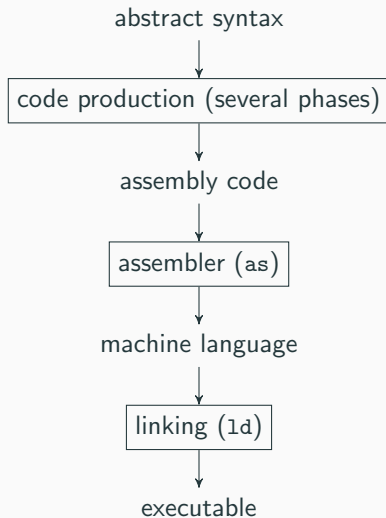 abstract syntax
code production (several phases)
assembly code
assembler (as)
machine language
linking (ld)
executable